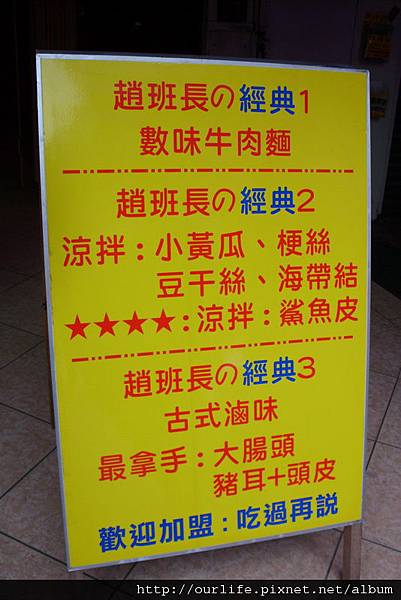 趙班長の經典1
數味牛肉麵
趙班長の經典2
涼拌:小黃瓜、梗絲
豆干絲、海帶結
★★★★:涼拌:鯊魚皮
趙班長の經典3
古式滷味
最拿手:大腸頭
豬耳+頭皮
歡迎加盟:吃過再説
http://ourlife.pixnet.net/album